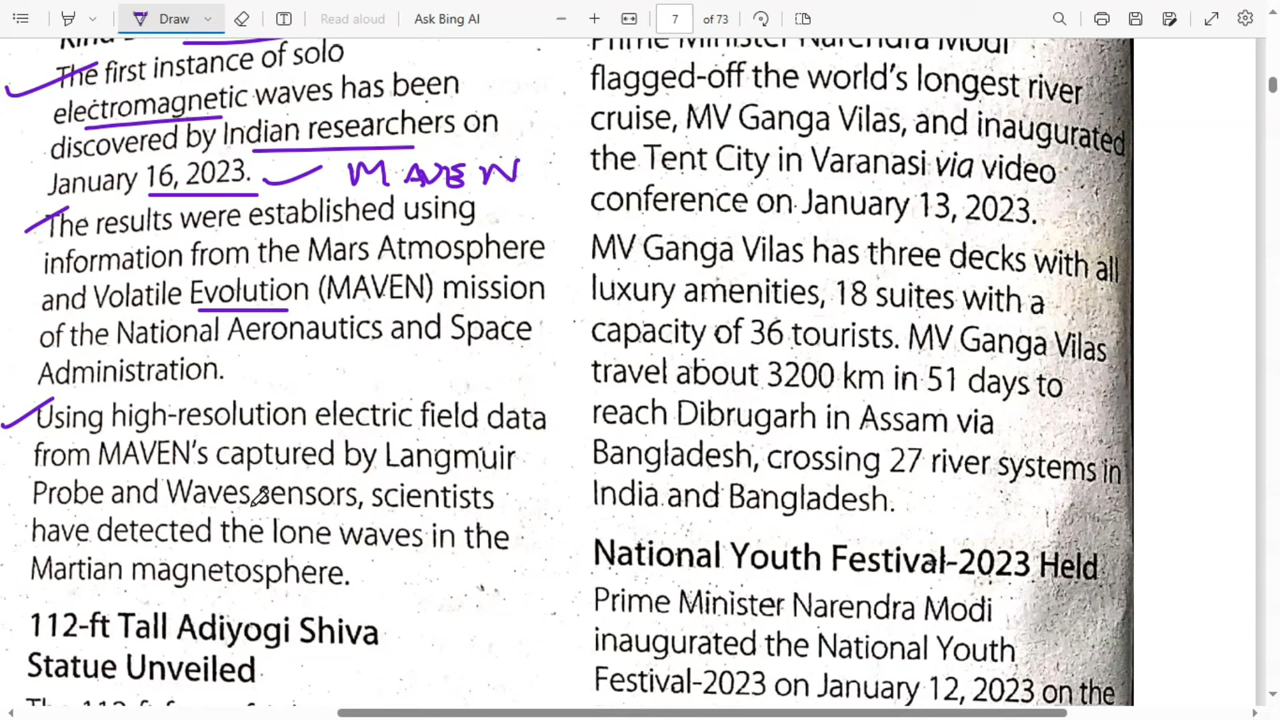 Read aloud
Draw
Ask Bing AI
7
of 73
The first instance of solo
electromagnetic waves has been
discovered by Indian researchers on
January 16, 2023.
MAVEN
The results were established using
information from the Mars Atmosphere
and Volatile Evolution (MAVEN) mission
of the National Aeronautics and Space
Administration.
Using high-resolution electric field data
from MAVEN's captured by Langmuir
Probe and Waves sensors, scientists
have detected the lone waves in the
Martian magnetosphere.
112-ft Tall Adiyogi Shiva
Statue Unveiled
Prime Minister Narendra Modi
flagged-off the world's longest river
cruise, MV Ganga Vilas, and inaugurated
the Tent City in Varanasi via video
conference on January 13, 2023.
MV Ganga Vilas has three decks with all
luxury amenities, 18 suites with a
capacity of 36 tourists. MV Ganga Vilas
travel about 3200 km in 51 days to
reach Dibrugarh in Assam via
Bangladesh, crossing 27 river systems in
India and Bangladesh.
National Youth Festival-2023 Held
Prime Minister Narendra Modi
inaugurated the National Youth
Festival-2023 on January 12, 2023 on the